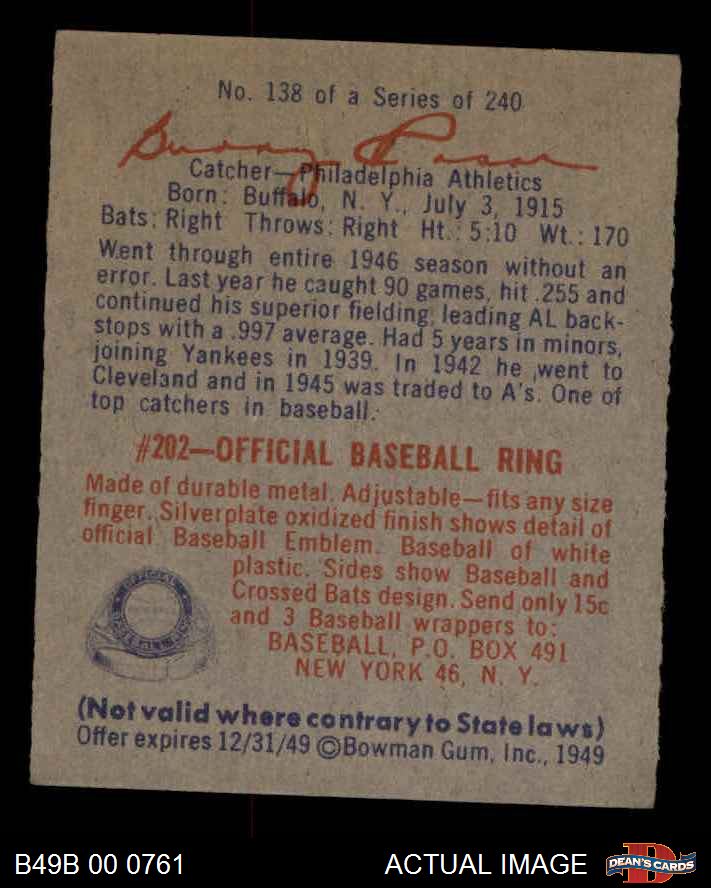 No. 138 of a Series of 240
Buddy Rosar
Catcher—Philadelphia Athletics
Born: Buffalo, N. Y., July 3, 1915
Bats: Right Throws: Right Ht.: 5:10 Wt.: 170
Went through entire 1946 season without an
error. Last year he caught 90 games, hit .255 and
continued his superior fielding, leading AL back-
stops with a .997 average. Had 5 years in minors,
joining Yankees in 1939. In 1942 he went to
Cleveland and in 1945 was traded to A's. One of
top catchers in baseball.
#202—OFFICIAL BASEBALL RING
Made of durable metal. Adjustable—fits any size
finger. Silverplate oxidized finish shows detail of
official Baseball Emblem. Baseball of white
plastic. Sides show Baseball and
Crossed Bats design. Send only 15c
and 3 Baseball wrappers to:
BASEBALL, P.O. BOX 491
NEW YORK 46, N. Y.
OFFICIAL
BASEBALL RING
(Not valid where contrary to State laws)
Offer expires 12/31/49 ©Bowman Gum, Inc., 1949
B49B 00 0761
ACTUAL IMAGE
DEAN'S CARDS